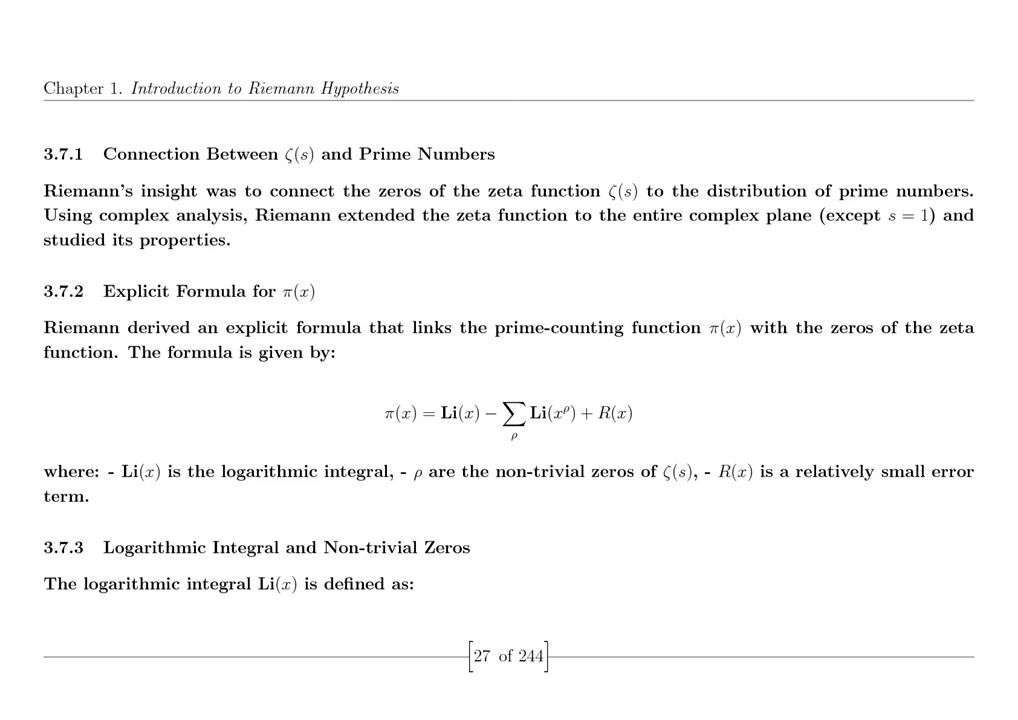 Chapter 1. Introduction to Riemann Hypothesis
3.7.1 Connection Between ζ(s) and Prime Numbers
Riemann's insight was to connect the zeros of the zeta function ζ(s) to the distribution of prime numbers.
Using complex analysis, Riemann extended the zeta function to the entire complex plane (except s = 1) and
studied its properties.
3.7.2 Explicit Formula for π(x)
Riemann derived an explicit formula that links the prime-counting function π(x) with the zeros of the zeta
function. The formula is given by:
π(x) = Li(x) − ∑ρ Li(x^ρ) + R(x)
where: - Li(x) is the logarithmic integral, - ρ are the non-trivial zeros of ζ(s), - R(x) is a relatively small error
term.
3.7.3 Logarithmic Integral and Non-trivial Zeros
The logarithmic integral Li(x) is defined as:
[27 of 244]